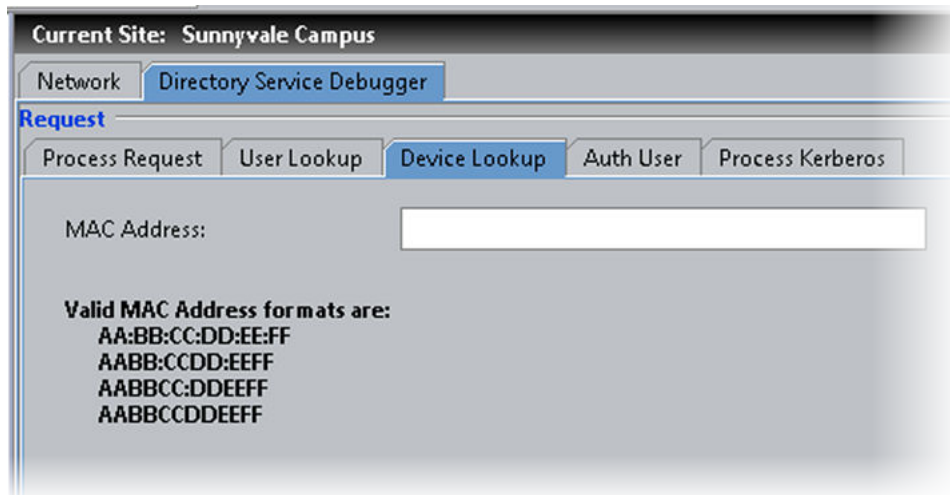 Current Site: Sunnyvale Campus
Network Directory Service Debugger
Request
Process Request User Lookup Device Lookup Auth User Process Kerberos
MAC Address:
Valid MAC Address formats are:
AA:BB:CC:DD:EE:FF
AABB:CCDD:EEFF
AABBCC:DDEEFF
AABBCCDDEEFF